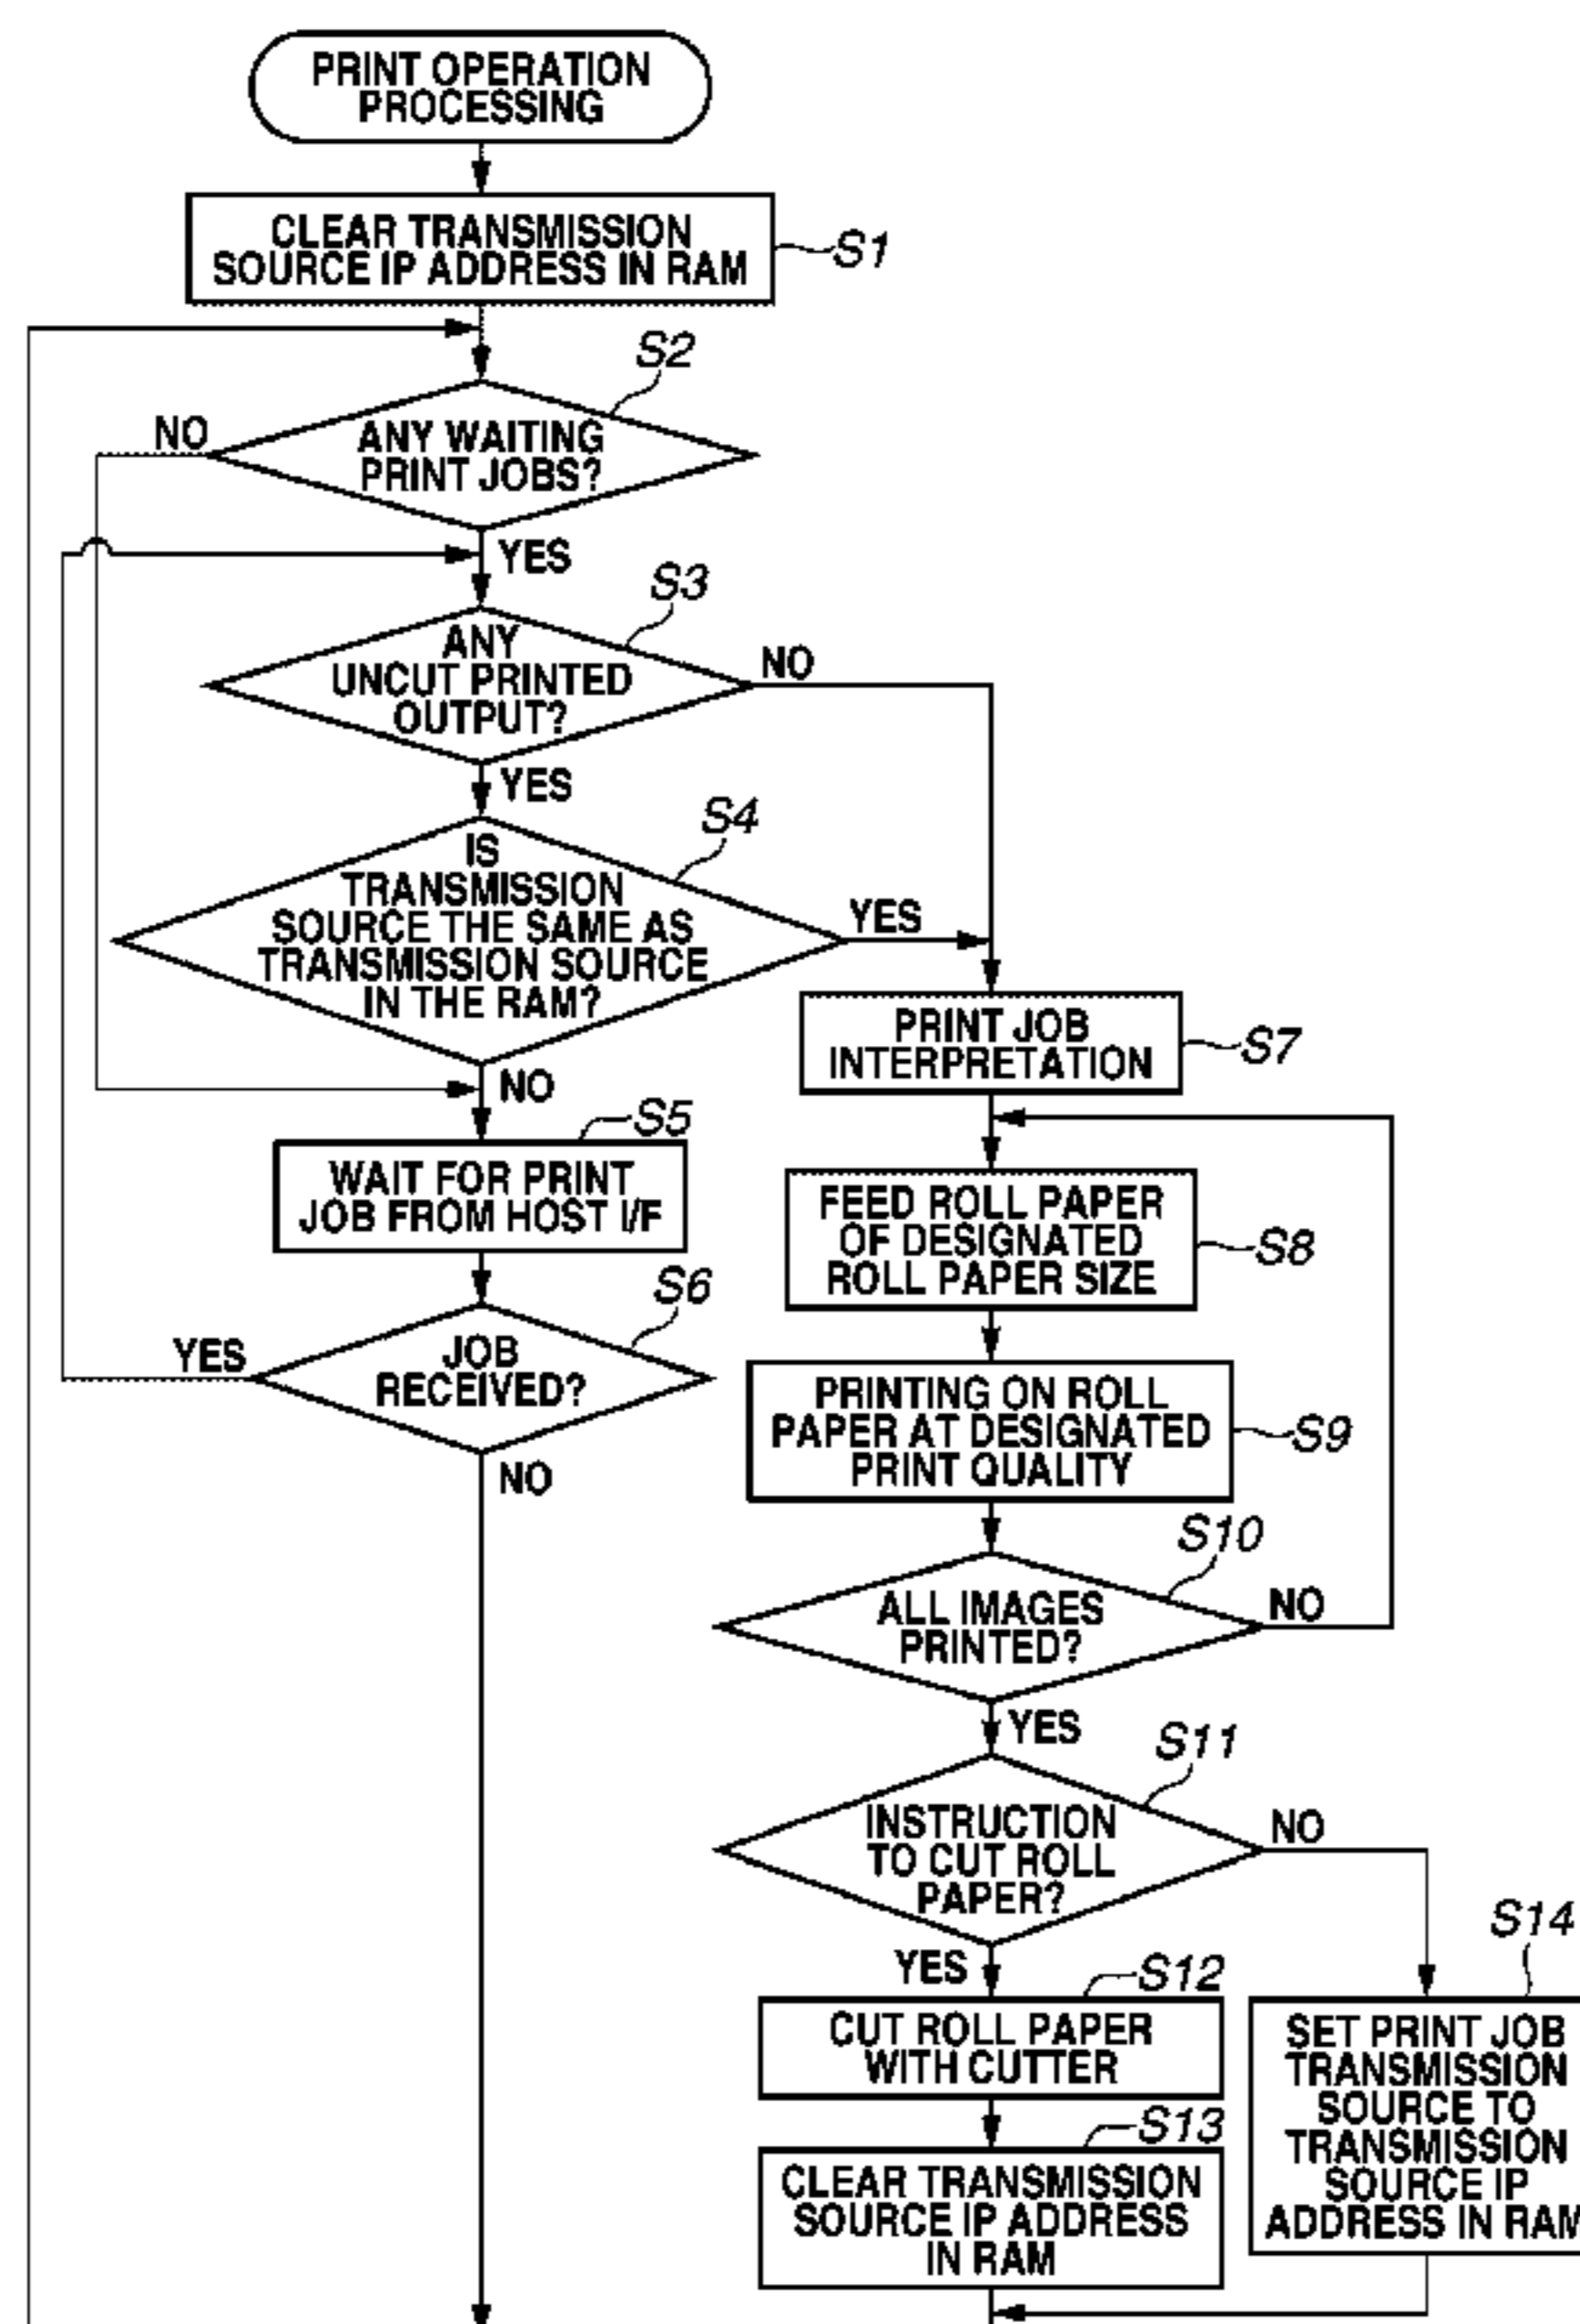 PRINT OPERATION
PROCESSING
CLEAR TRANSMISSION
SOURCE IP ADDRESS IN RAM
S1
S2
NO
ANY WAITING
PRINT JOBS?
YES
S3
ANY
UNCUT PRINTED
OUTPUT?
NO
YES
S4
IS
TRANSMISSION
SOURCE THE SAME AS
TRANSMISSION SOURCE
IN THE RAM?
YES
NO
S5
WAIT FOR PRINT
JOB FROM HOST I/F
S6
YES
JOB
RECEIVED?
NO
PRINT JOB
INTERPRETATION
S7
FEED ROLL PAPER
OF DESIGNATED
ROLL PAPER SIZE
S8
PRINTING ON ROLL
PAPER AT DESIGNATED
PRINT QUALITY
S9
S10
ALL IMAGES
PRINTED?
NO
YES
S11
INSTRUCTION
TO CUT ROLL
PAPER?
NO
YES
S12
CUT ROLL PAPER
WITH CUTTER
S13
CLEAR TRANSMISSION
SOURCE IP ADDRESS
IN RAM
S14
SET PRINT JOB
TRANSMISSION
SOURCE TO
TRANSMISSION
SOURCE IP
ADDRESS IN RAM